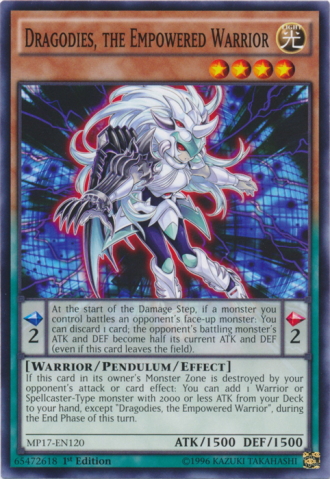 DRAGODIES, THE EMPOWERED WARRIOR
LIGHT
光
At the start of the Damage Step, if a monster you
control battles an opponent's face-up monster: You
can discard 1 card; the opponent's battling monster's
ATK and DEF become half its current ATK and DEF
(even if this card leaves the field).
2
2
[WARRIOR/PENDULUM/EFFECT]
If this card in its owner's Monster Zone is destroyed by your
opponent's attack or card effect: You can add 1 Warrior or
Spellcaster-Type monster with 2000 or less ATK from your Deck
to your hand, except "Dragodies, the Empowered Warrior", during
the End Phase of this turn.
MP17-EN120
ATK/1500 DEF/1500
65472618 1st Edition
©1996 KAZUKI TAKAHASHI